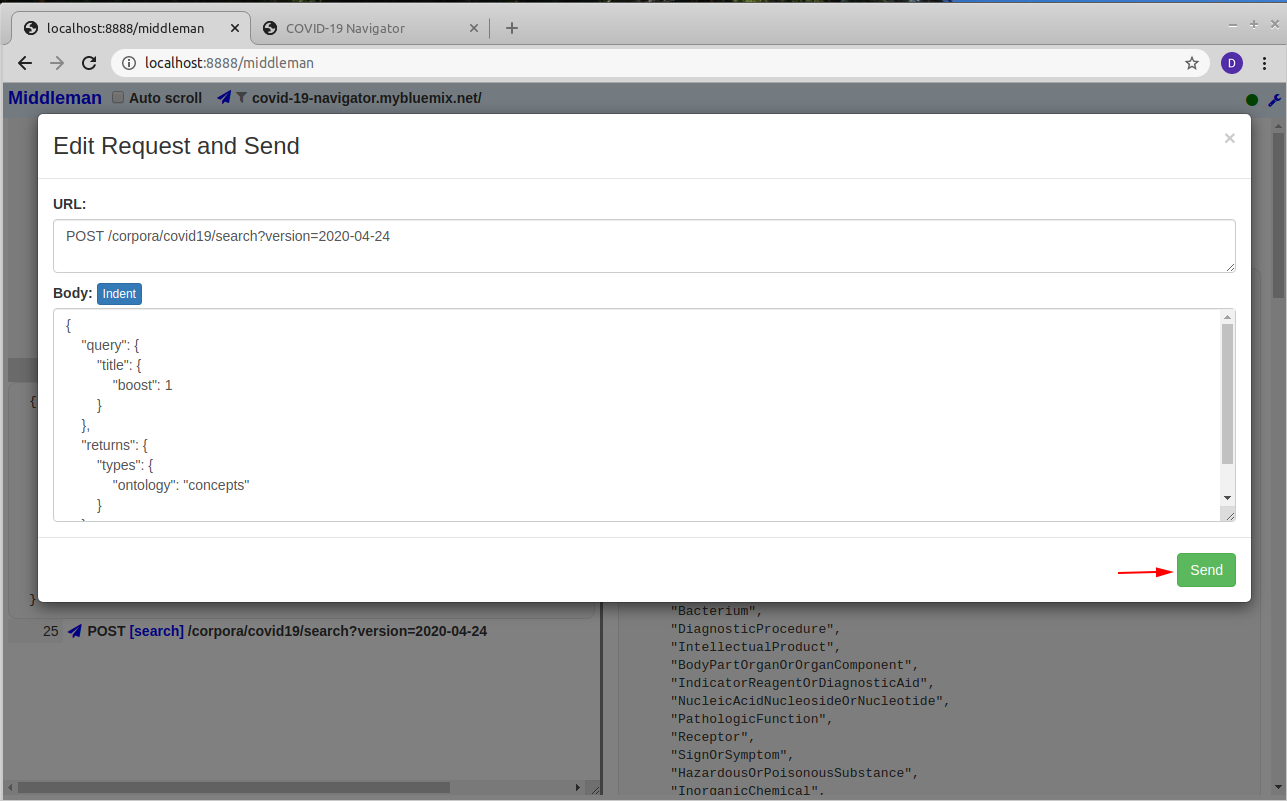 localhost:8888/middleman
COVID-19 Navigator
localhost:8888/middleman
D
Middleman Auto scroll covid-19-navigator.mybluemix.net/
Edit Request and Send
×
URL:
POST /corpora/covid19/search?version=2020-04-24
Body: Indent
{
"query": {
"title": {
"boost": 1
}
},
"returns": {
"types": {
"ontology": "concepts"
}
Send
{
}
25 POST [search] /corpora/covid19/search?version=2020-04-24
"Bacterium",
"DiagnosticProcedure",
"IntellectualProduct",
"BodyPartOrganOrOrganComponent",
"IndicatorReagentOrDiagnosticAid",
"NucleicAcidNucleosideOrNucleotide",
"PathologicFunction",
"Receptor",
"SignOrSymptom",
"HazardousOrPoisonousSubstance",
"InorganicChemical",